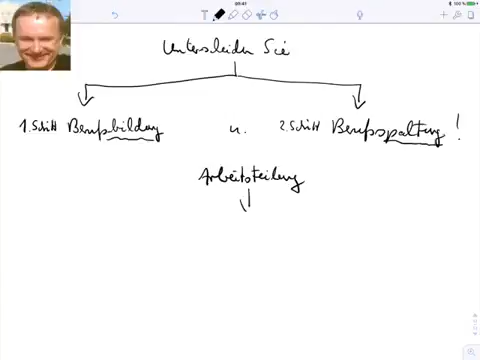 Unterscheiden Sie
1. Schritt Berufsbildung u. 2. Schritt Berufsspaltung!
Arbeitsteilung